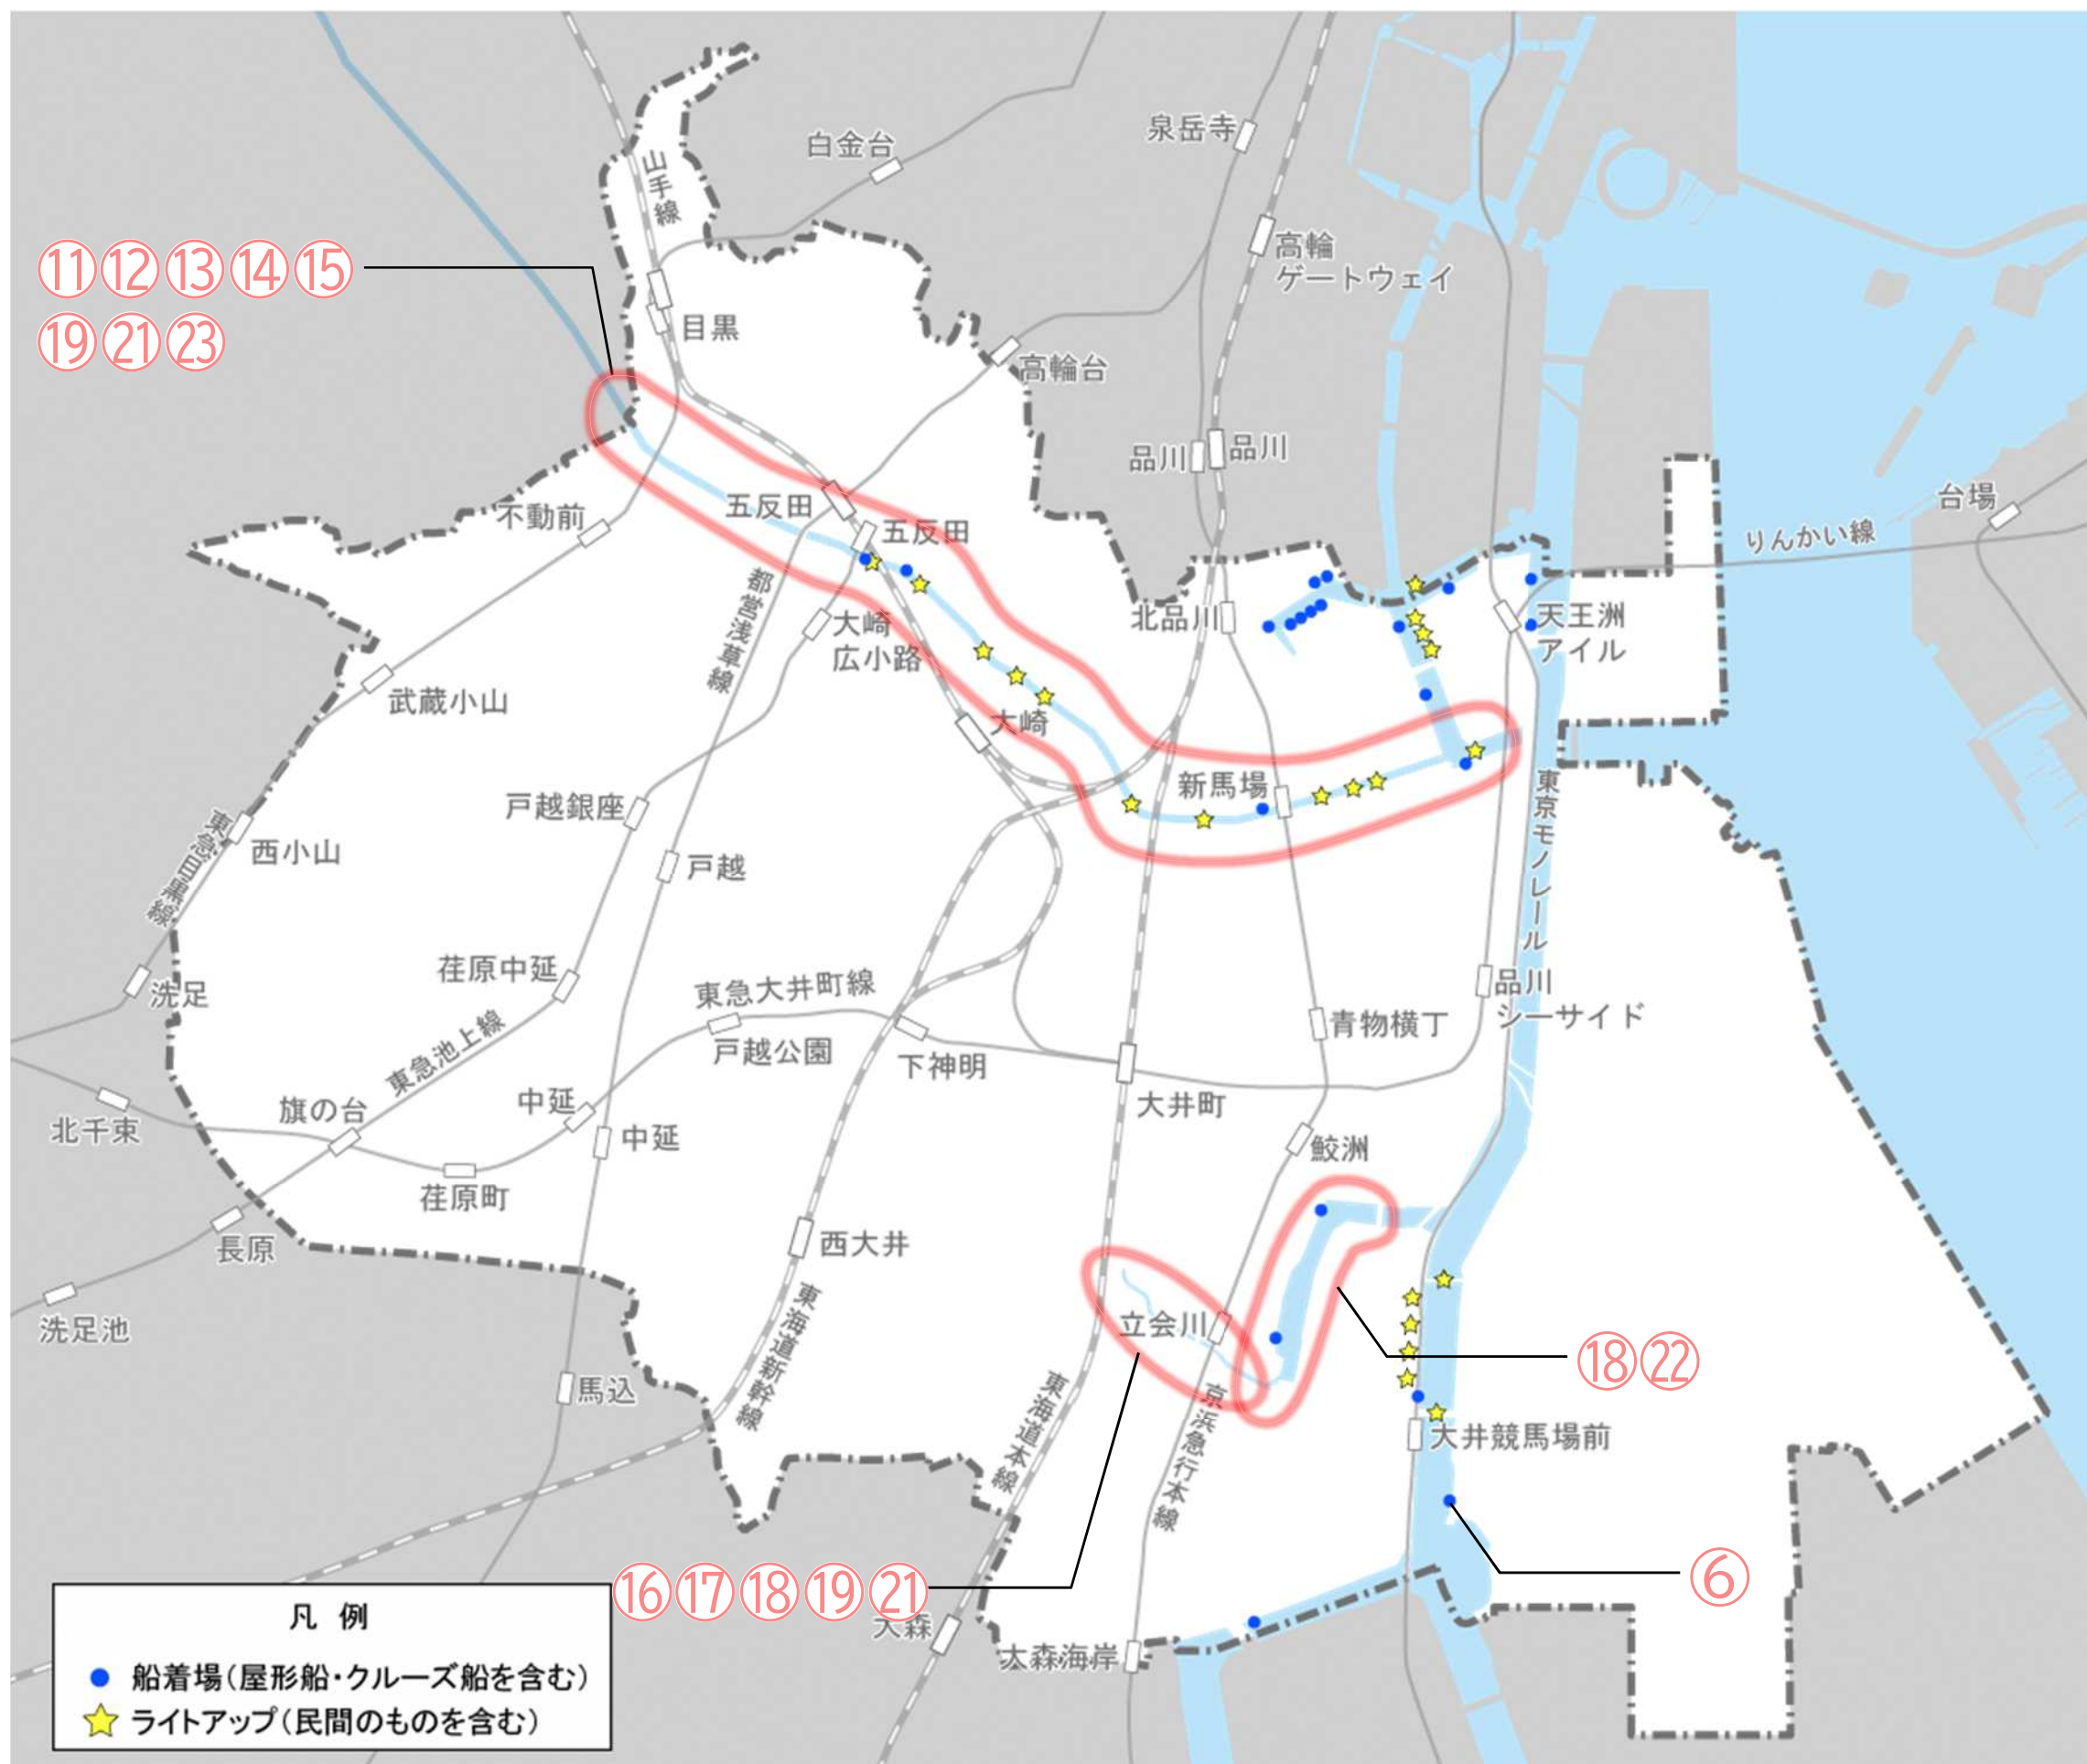 白金台
泉岳寺
山手線
高輪
ゲートウェイ
⑪⑫⑬⑭⑮
⑲㉑㉓
目黒
高輪台
品川
品川
台場
りんかい線
不動前
五反田
五反田
都営浅草線
大崎
広小路
北品川
天王洲
アイル
武蔵小山
大崎
新馬場
東京モノレール
戸越銀座
東急目黒線
西小山
戸越
荏原中延
洗足
東急大井町線
品川
シーサイド
青物横丁
戸越公園
下神明
東急池上線
大井町
旗の台
中延
中延
北千束
鮫洲
荏原町
長原
西大井
立会川
洗足池
東海道新幹線
⑱㉒
馬込
東海道本線
京浜急行本線
大井競馬場前
⑥
⑯⑰⑱⑲㉑
大森
大森海岸
凡 例
船着場(屋形船・クルーズ船を含む)
ライトアップ(民間のものを含む)